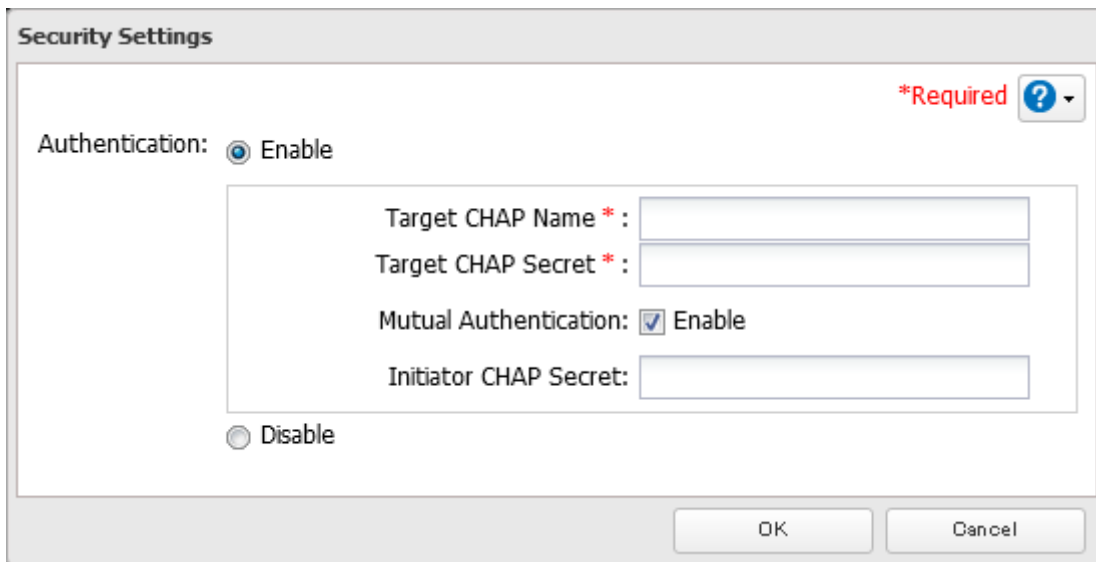 Security Settings
*Required ?
Authentication: Enable
Target CHAP Name * :
Target CHAP Secret * :
Mutual Authentication: Enable
Initiator CHAP Secret:
Disable
OK Cancel